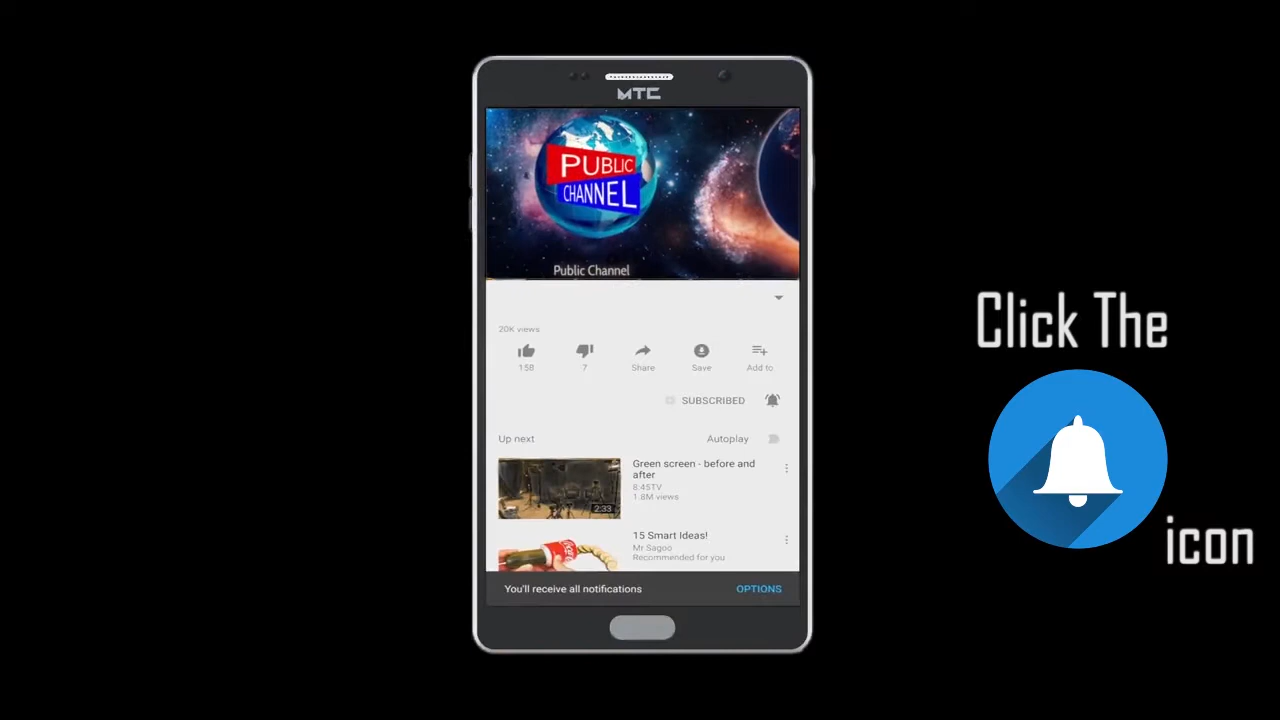 MTC
PUBLIC
CHANNEL
Public Channel
20K views
158
7
Share
Save
Add to
SUBSCRIBED
Up next
Autoplay
Green screen - before and
after
8:45TV
1.8M views
2:33
15 Smart Ideas!
Mr Sagoo
Recommended for you
You'll receive all notifications
OPTIONS
Click The
icon